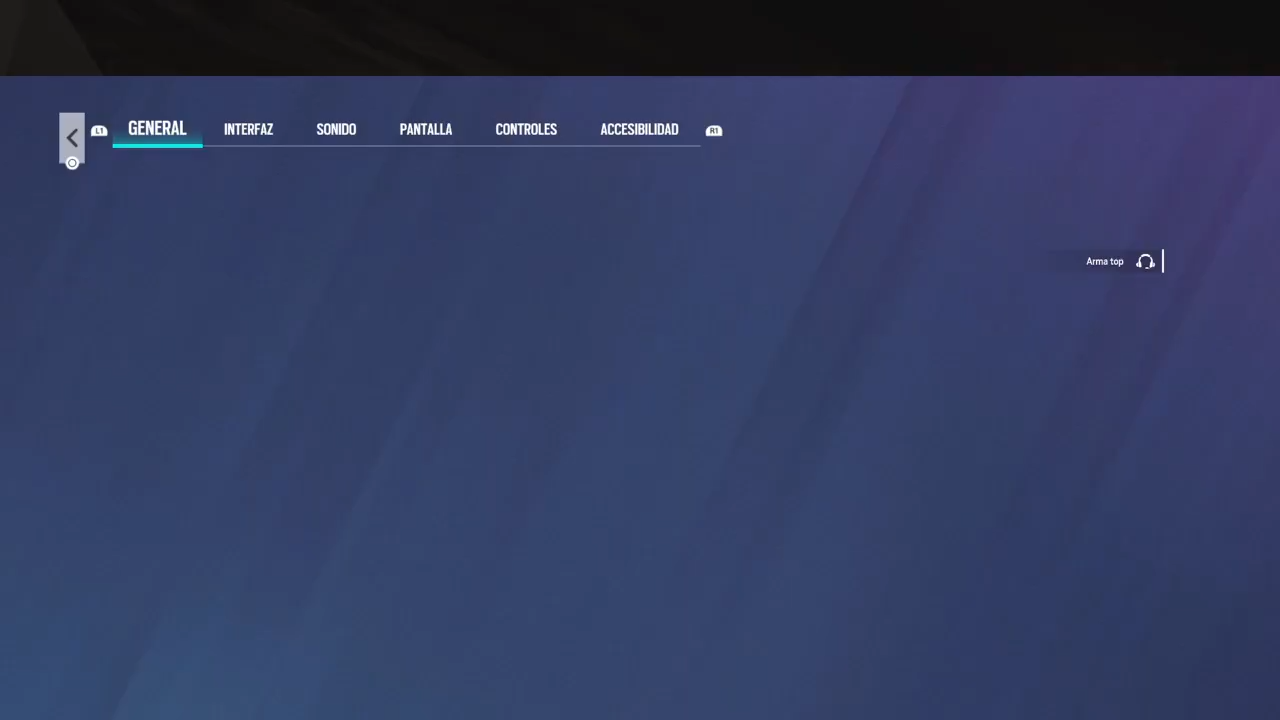 L1 GENERAL INTERFAZ SONIDO PANTALLA CONTROLES ACCESIBILIDAD R1
Arma top